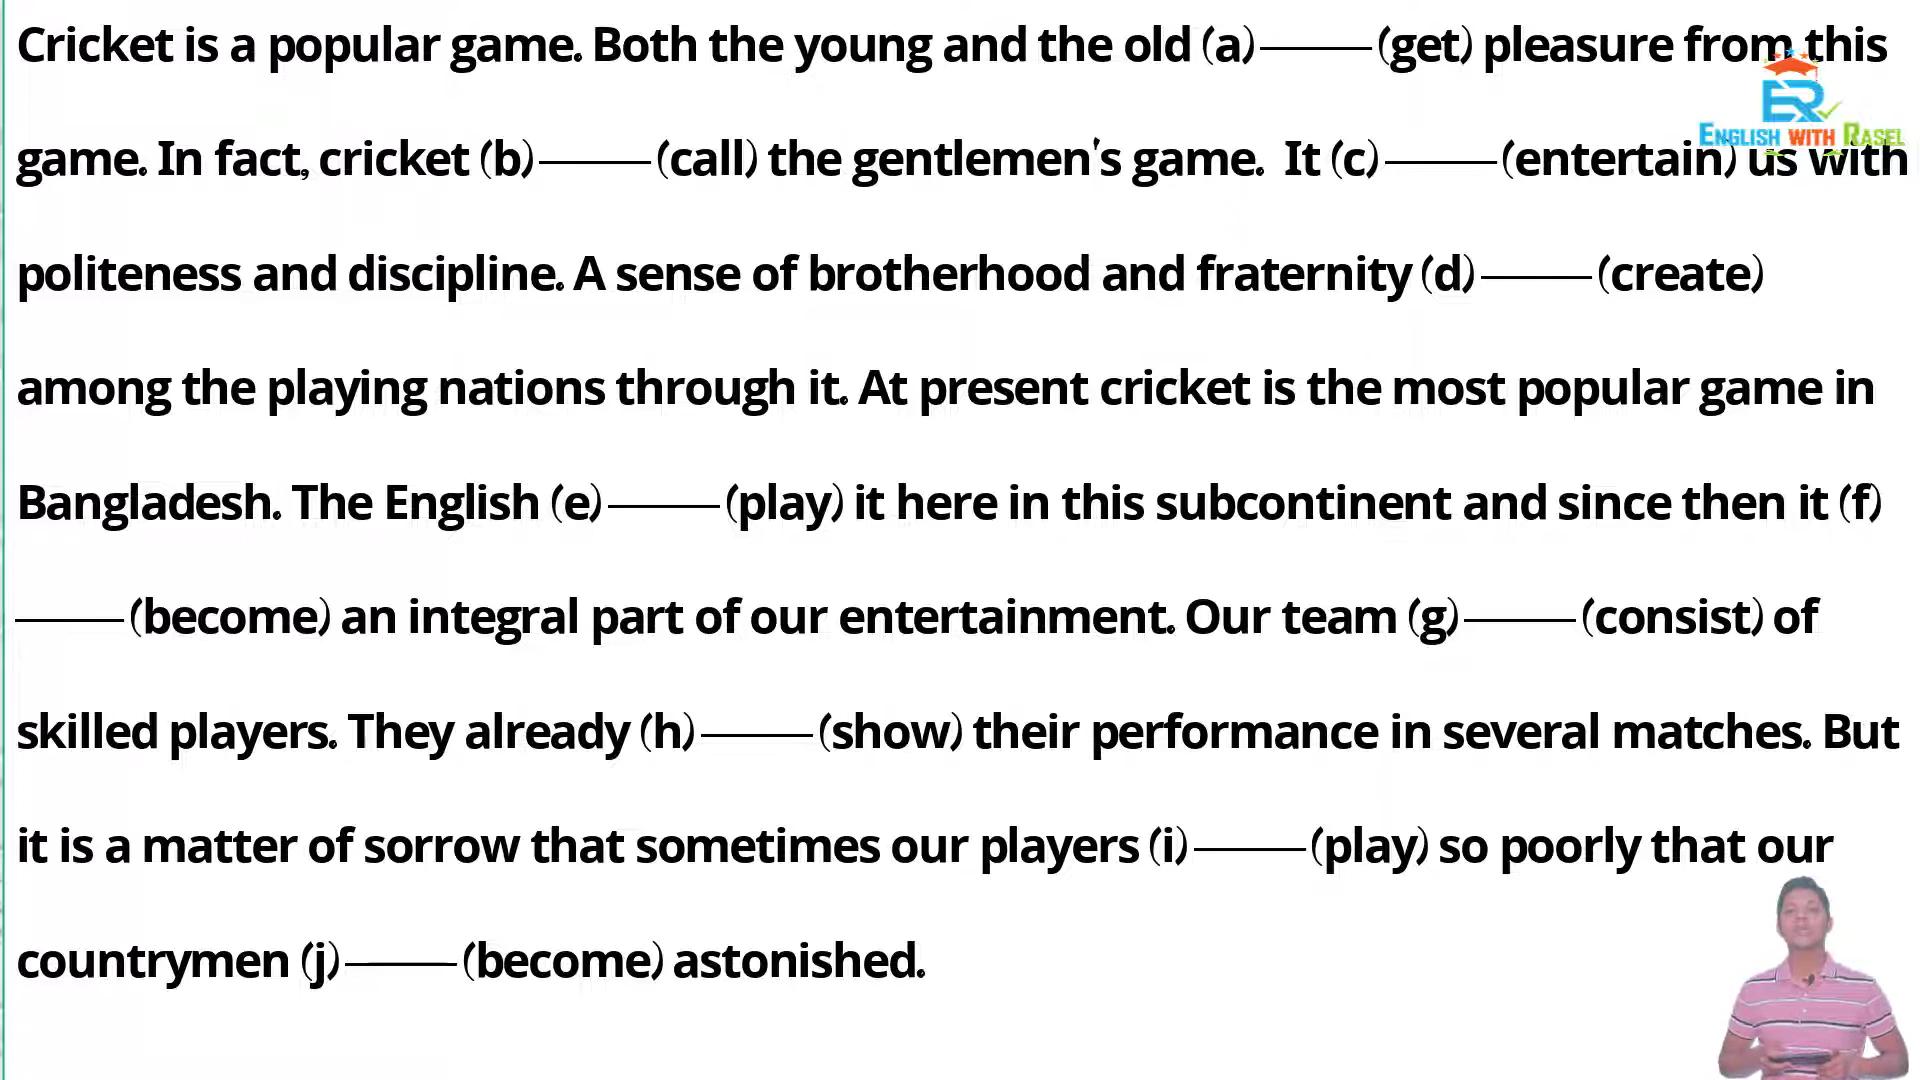 Cricket is a popular game. Both the young and the old (a)———(get) pleasure from this
game. In fact, cricket (b)———(call) the gentlemen's game. It (c)———(entertain) us with
politeness and discipline. A sense of brotherhood and fraternity (d)———(create)
among the playing nations through it. At present cricket is the most popular game in
Bangladesh. The English (e)———(play) it here in this subcontinent and since then it (f)
———(become) an integral part of our entertainment. Our team (g)———(consist) of
skilled players. They already (h)———(show) their performance in several matches. But
it is a matter of sorrow that sometimes our players (i)———(play) so poorly that our
countrymen (j)———(become) astonished.
ER
ENGLISH WITH RASEL